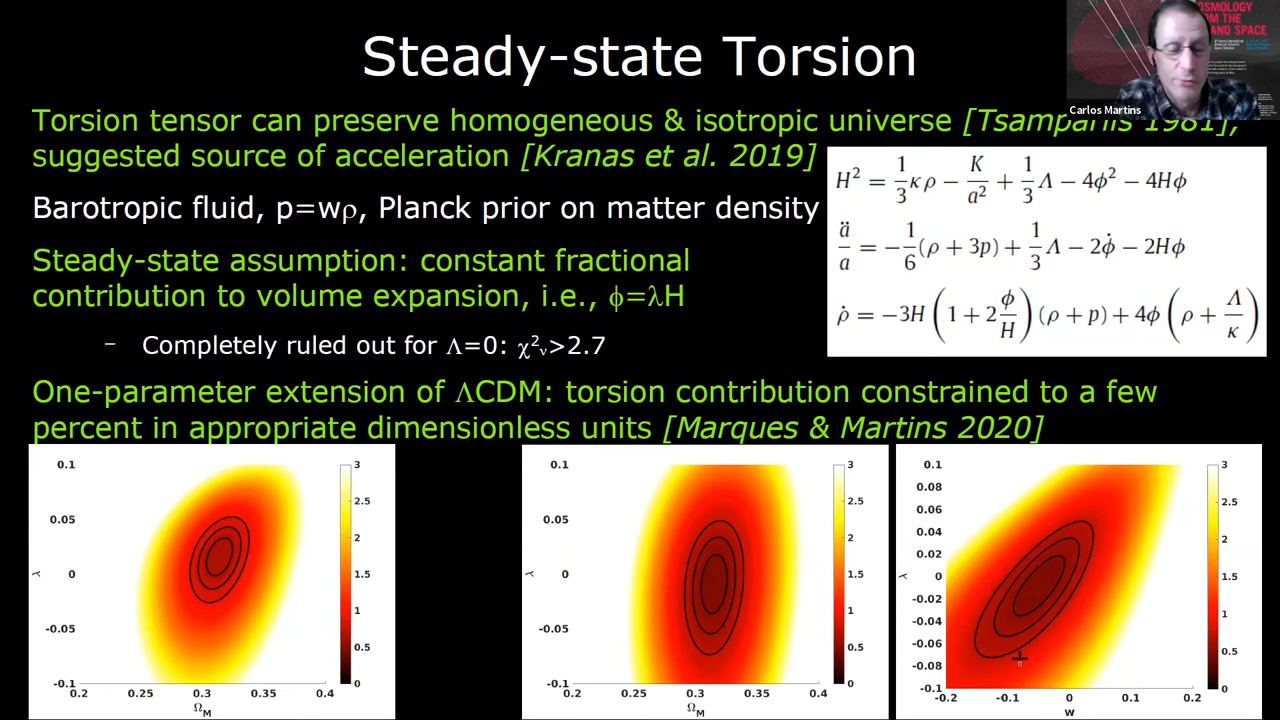 Steady-state Torsion
OSMOLOGY
OM THE
AND SPACE
Carlos Martins
Torsion tensor can preserve homogeneous & isotropic universe [Tsamparlis 1981],
suggested source of acceleration [Kranas et al. 2019]
Barotropic fluid, p=wρ, Planck prior on matter density
Steady-state assumption: constant fractional
contribution to volume expansion, i.e., ϕ=λH
– Completely ruled out for Λ=0: χ²ᵥ>2.7
H² = 1/3 κρ − K/a² + 1/3 Λ − 4ϕ² − 4Hϕ
ä/a = −1/6 (ρ + 3p) + 1/3 Λ − 2ϕ̇ − 2Hϕ
ρ̇ = −3H (1 + 2 ϕ/H) (ρ + p) + 4ϕ (ρ + Λ/κ)
One-parameter extension of ΛCDM: torsion contribution constrained to a few
percent in appropriate dimensionless units [Marques & Martins 2020]
0.1
0.05
0
-0.05
-0.1
λ
0.2 0.25 0.3 0.35 0.4
Ω_M
3
2.5
2
1.5
1
0.5
0
0.1
0.05
0
-0.05
-0.1
λ
0.2 0.25 0.3 0.35 0.4
Ω_M
3
2.5
2
1.5
1
0.5
0
0.1
0.08
0.06
0.04
0.02
0
-0.02
-0.04
-0.06
-0.08
-0.1
λ
-0.2 -0.1 0 0.1 0.2
w
3
2.5
2
1.5
1
0.5
0